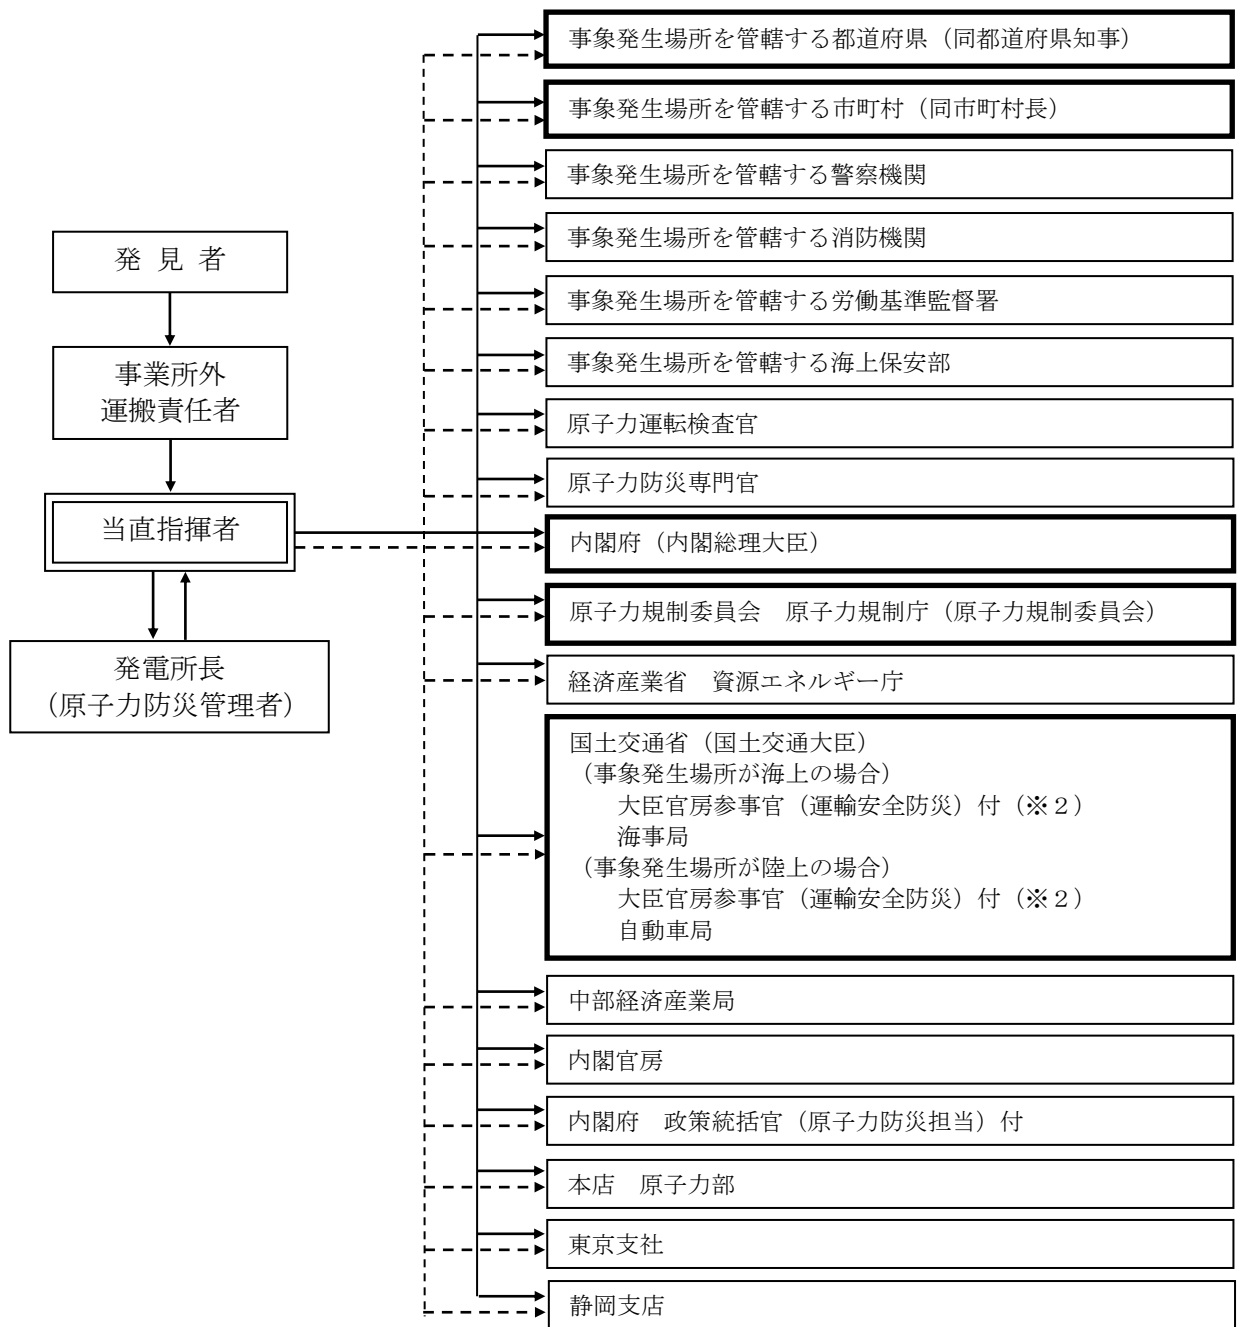 発 見 者
事業所外
運搬責任者
当直指揮者
発電所長
（原子力防災管理者）
事象発生場所を管轄する都道府県（同都道府県知事）
事象発生場所を管轄する市町村（同市町村長）
事象発生場所を管轄する警察機関
事象発生場所を管轄する消防機関
事象発生場所を管轄する労働基準監督署
事象発生場所を管轄する海上保安部
原子力運転検査官
原子力防災専門官
内閣府（内閣総理大臣）
原子力規制委員会　原子力規制庁（原子力規制委員会）
経済産業省　資源エネルギー庁
国土交通省（国土交通大臣）
（事象発生場所が海上の場合）
大臣官房参事官（運輸安全防災）付（※２）
海事局
（事象発生場所が陸上の場合）
大臣官房参事官（運輸安全防災）付（※２）
自動車局
中部経済産業局
内閣官房
内閣府　政策統括官（原子力防災担当）付
本店　原子力部
東京支社
静岡支店